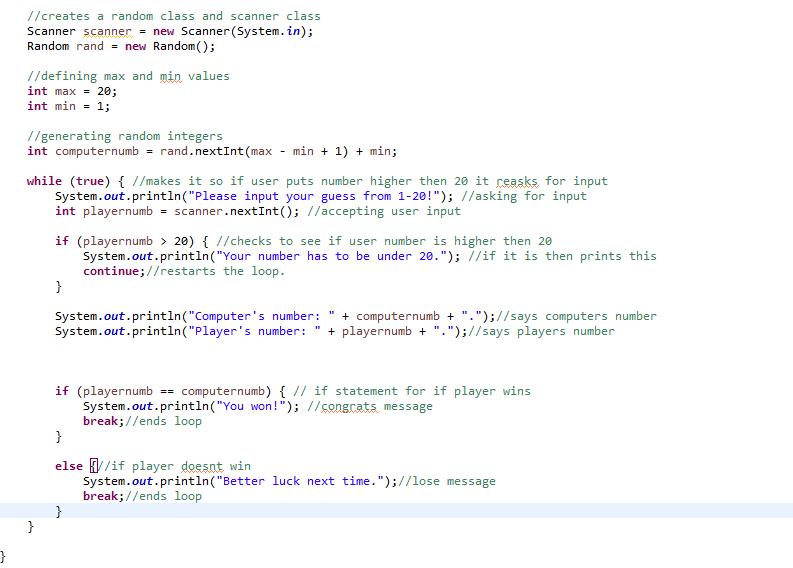 //creates a random class and scanner class
Scanner scanner = new Scanner(System.in);
Random rand = new Random();
//defining max and min values
int max = 20;
int min = 1;
//generating random integers
int computernumb = rand.nextInt(max - min + 1) + min;
while (true) { //makes it so if user puts number higher then 20 it reasks for input
System.out.println("Please input your guess from 1-20!"); //asking for input
int playernumb = scanner.nextInt(); //accepting user input
if (playernumb > 20) { //checks to see if user number is higher then 20
System.out.println("Your number has to be under 20."); //if it is then prints this
continue;//restarts the loop.
}
System.out.println("Computer's number: " + computernumb + ".");//says computers number
System.out.println("Player's number: " + playernumb + ".");//says players number
if (playernumb == computernumb) { // if statement for if player wins
System.out.println("You won!"); //congrats message
break;//ends loop
}
else {//if player doesnt win
System.out.println("Better luck next time.");//lose message
break;//ends loop
}
}
}